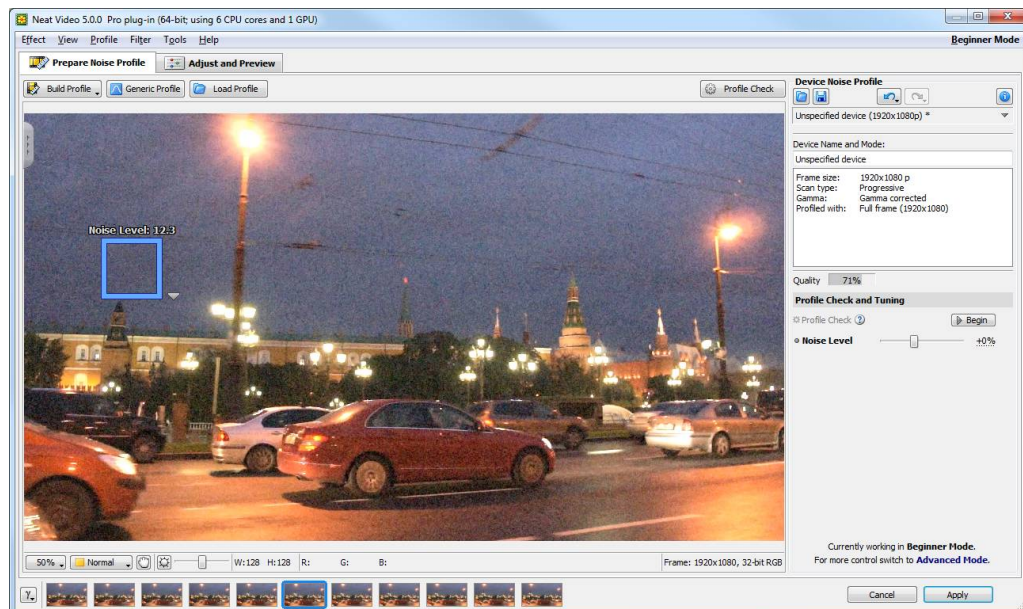 Neat Video 5.0.0 Pro plug-in (64-bit; using 6 CPU cores and 1 GPU)
Effect View Profile Filter Tools Help Beginner Mode
Prepare Noise Profile Adjust and Preview
Build Profile Generic Profile Load Profile Profile Check
Device Noise Profile
Unspecified device (1920x1080p) *
Device Name and Mode:
Unspecified device
Frame size: 1920x1080 p
Scan type: Progressive
Gamma: Gamma corrected
Profiled with: Full frame (1920x1080)
Noise Level: 12.3
Quality 71%
Profile Check and Tuning
Profile Check Begin
Noise Level +0%
Currently working in Beginner Mode.
For more control switch to Advanced Mode.
50% Normal W:128 H:128 R: G: B: Frame: 1920x1080, 32-bit RGB
Cancel Apply